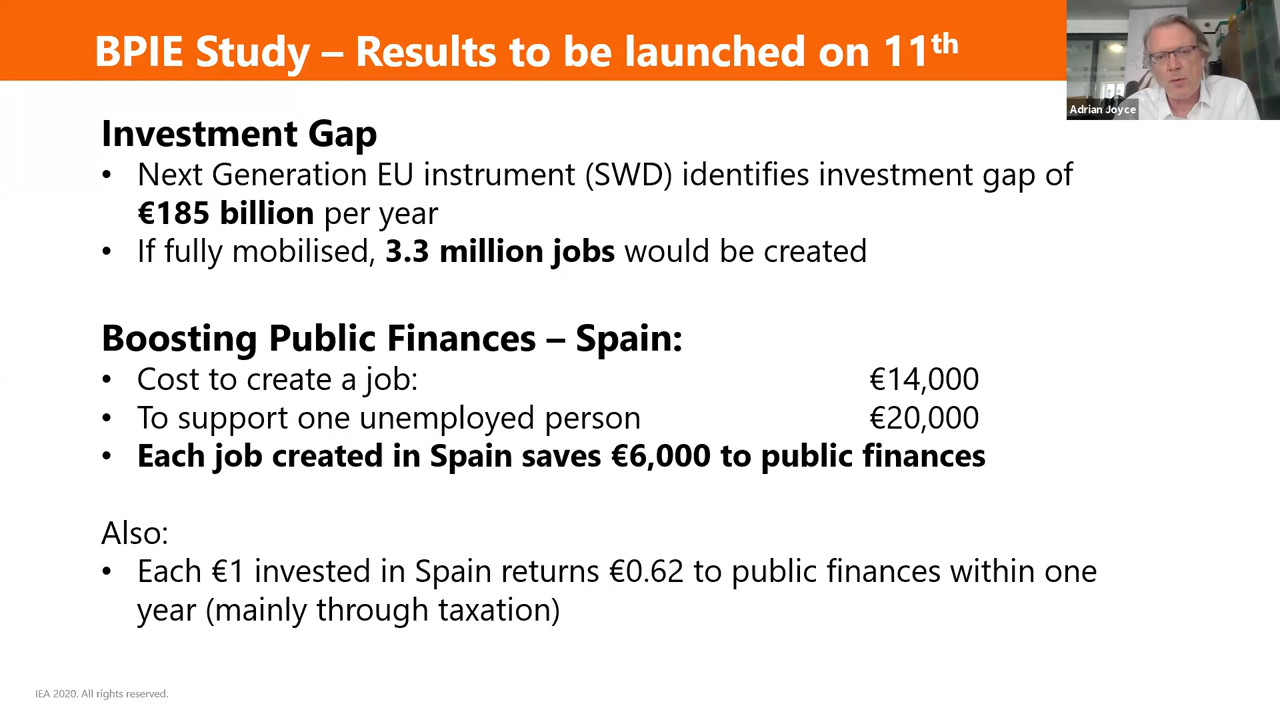 BPIE Study – Results to be launched on 11th
Adrian Joyce
Investment Gap
• Next Generation EU instrument (SWD) identifies investment gap of
€185 billion per year
• If fully mobilised, 3.3 million jobs would be created
Boosting Public Finances – Spain:
• Cost to create a job: €14,000
• To support one unemployed person €20,000
• Each job created in Spain saves €6,000 to public finances
Also:
• Each €1 invested in Spain returns €0.62 to public finances within one
year (mainly through taxation)
IEA 2020. All rights reserved.